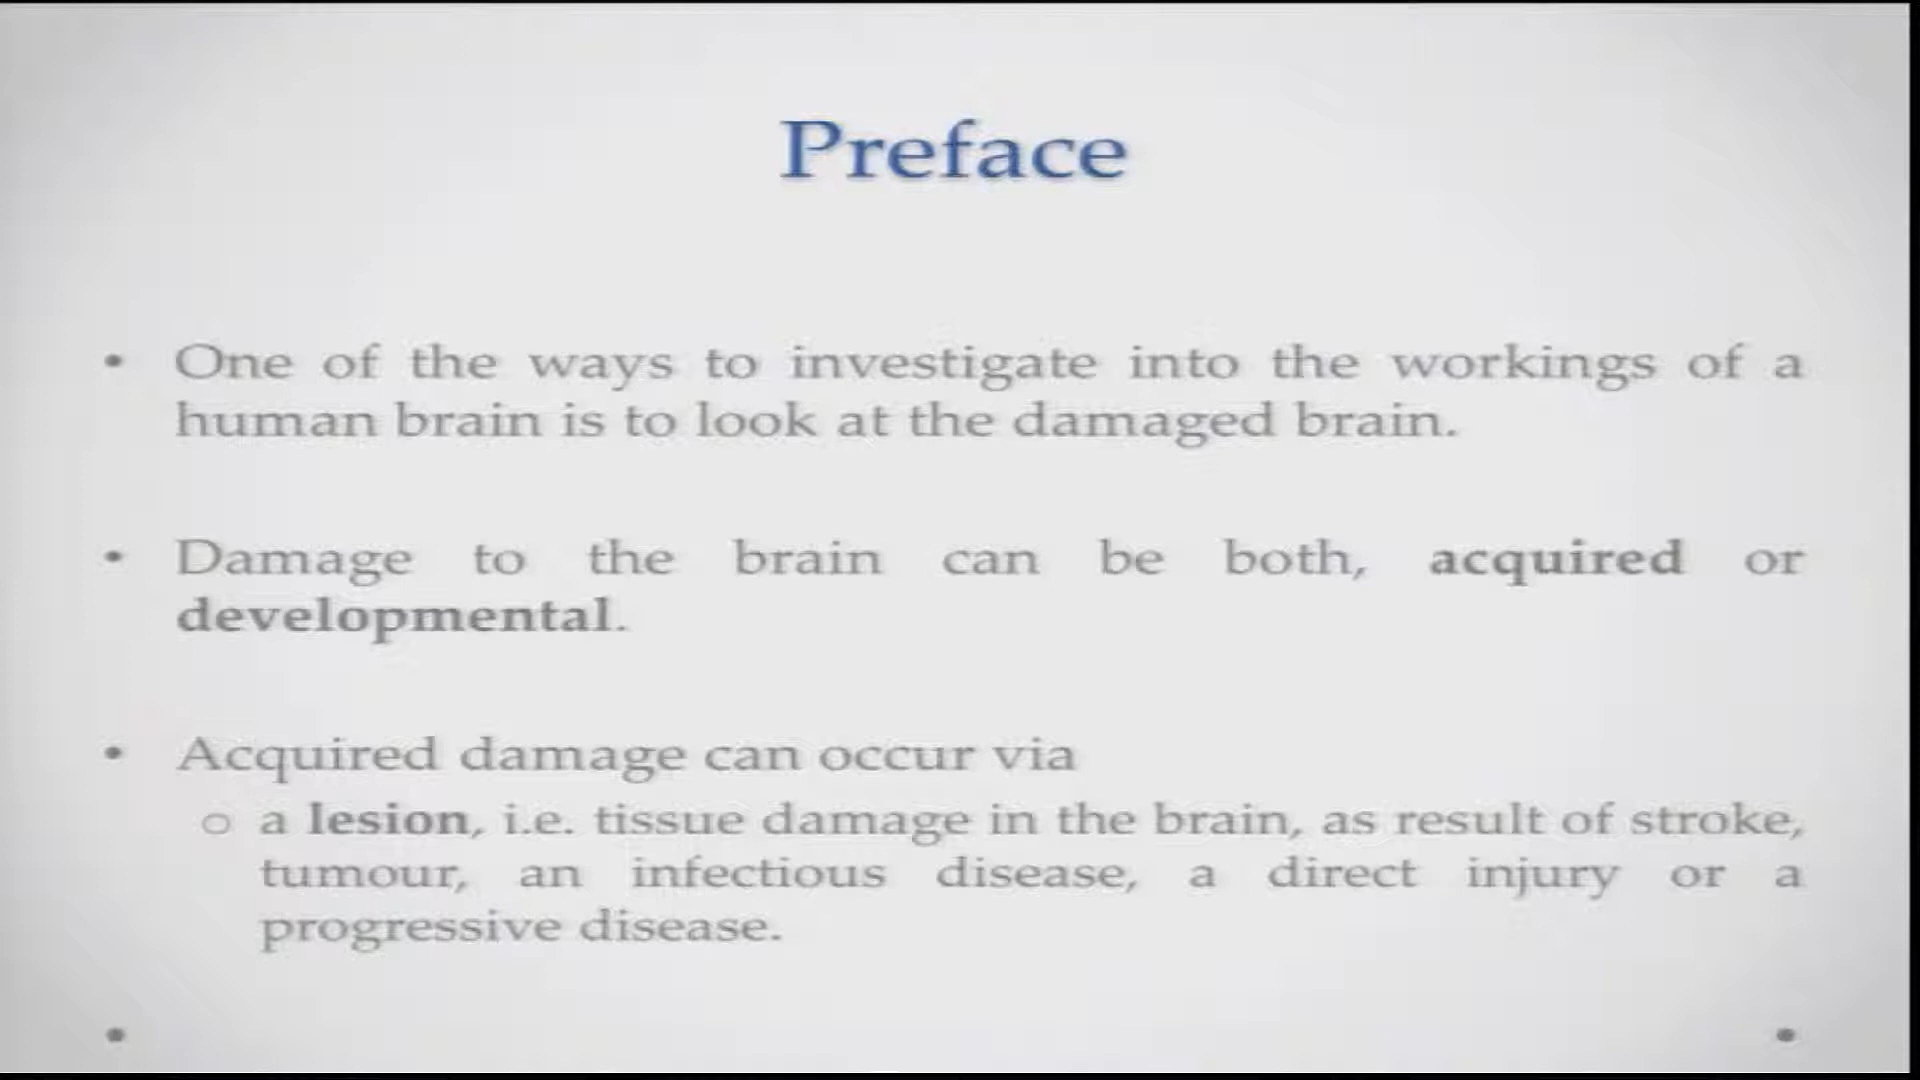 Preface
• One of the ways to investigate into the workings of a
human brain is to look at the damaged brain.
• Damage to the brain can be both, acquired or
developmental.
• Acquired damage can occur via
o a lesion, i.e. tissue damage in the brain, as result of stroke,
tumour, an infectious disease, a direct injury or a
progressive disease.